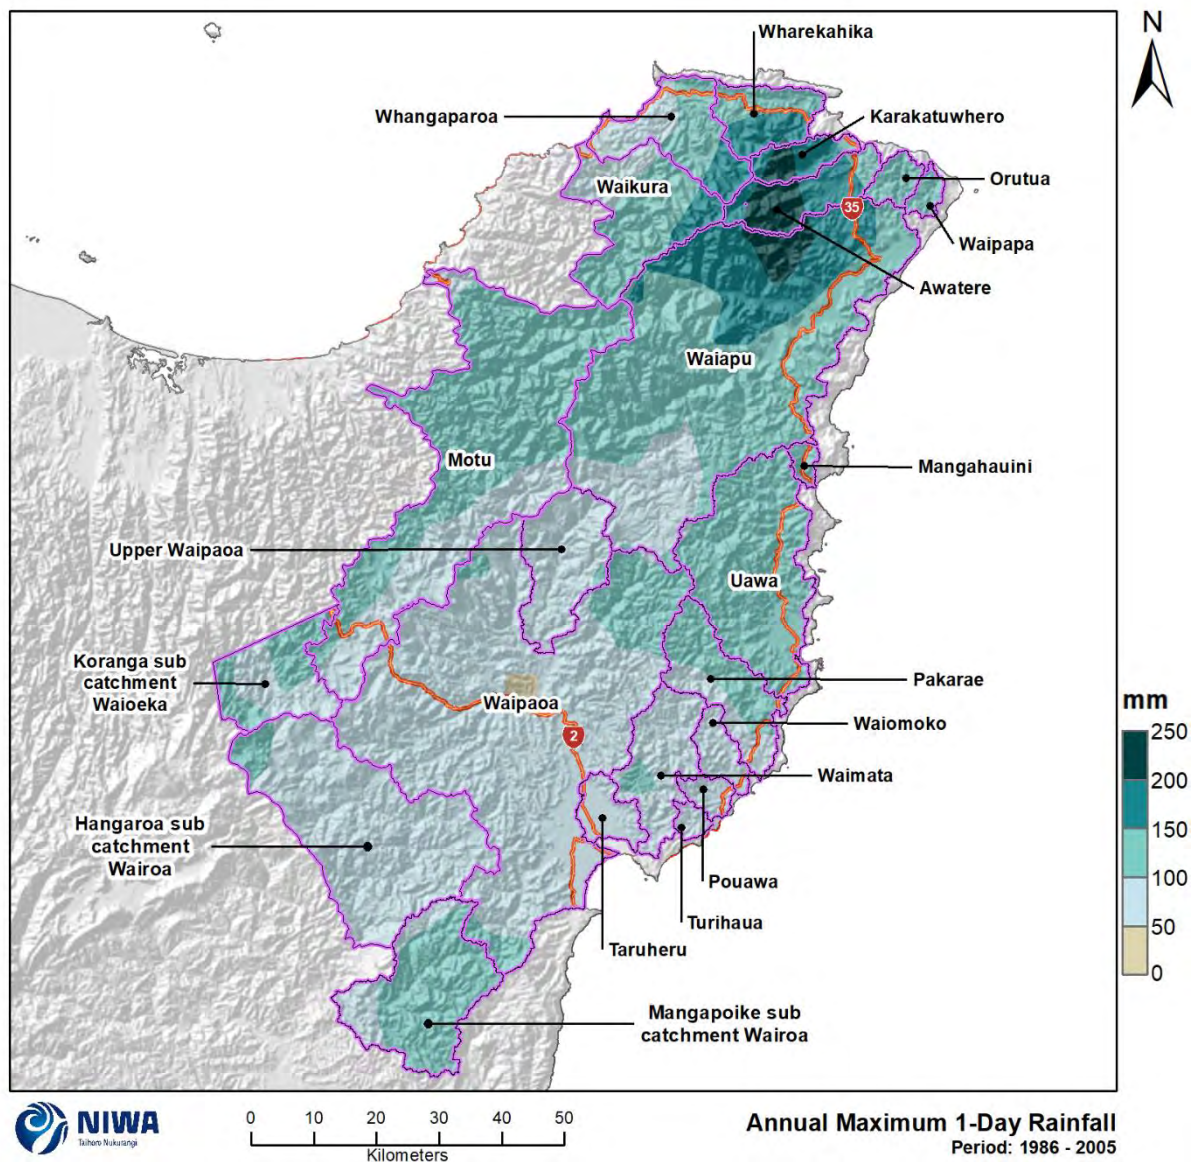 N
Wharekahika
Whangaparoa
Karakatuwhero
Waikura
Orutua
35
Waipapa
Awatere
Waiapu
Motu
Mangahauini
Upper Waipaoa
Uawa
Koranga sub
catchment
Waioeka
Pakarae
Waipaoa
mm
Waiomoko
250
2
200
Waimata
150
Hangaroa sub
catchment
Wairoa
100
Pouawa
50
Turihaua
Taruheru
0
Mangapoike sub
catchment Wairoa
NIWA
Taihoro Nukurangi
0 10 20 30 40 50
Kilometers
Annual Maximum 1-Day Rainfall
Period: 1986 - 2005